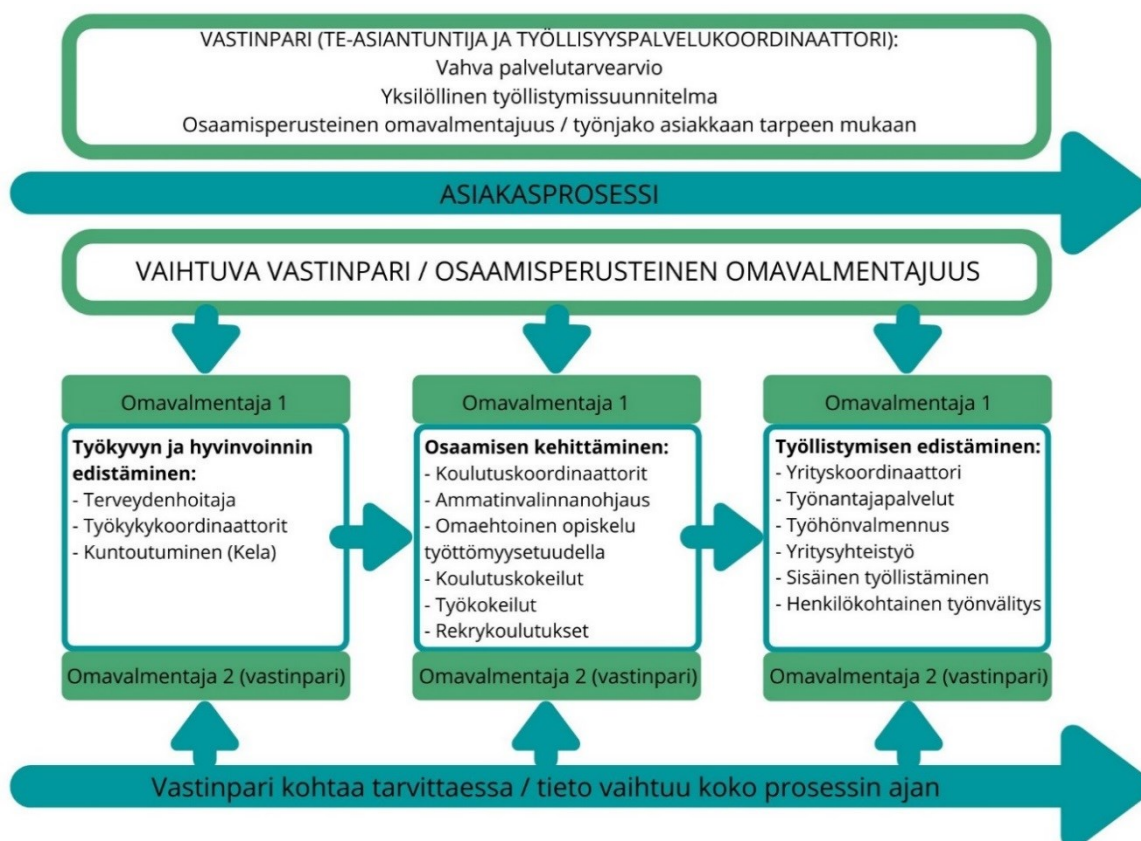 VASTINPARI (TE-ASIANTUNTIJA JA TYÖLLISYYSPALVELUKOORDINAATTORI):
Vahva palvelutarvearvio
Yksilöllinen työllistymissuunnitelma
Osaamisperusteinen omavalmentajuus / työnjako asiakkaan tarpeen mukaan
ASIAKASPROSESSI
VAIHTUVA VASTINPARI / OSAAMISPERUSTEINEN OMAVALMENTAJUUS
Omavalmentaja 1
Työkyvyn ja hyvinvoinnin
edistäminen:
- Terveydenhoitaja
- Työkykykoordinaattorit
- Kuntoutuminen (Kela)
Omavalmentaja 2 (vastinpari)
Omavalmentaja 1
Osaamisen kehittäminen:
- Koulutuskoordinaattorit
- Ammatinvalinnanohjaus
- Omaehtoinen opiskelu
työttömyysetuudella
- Koulutuskokeilut
- Työkokeilut
- Rekrykoulutukset
Omavalmentaja 2 (vastinpari)
Omavalmentaja 1
Työllistymisen edistäminen:
- Yrityskoordinaattori
- Työnantajapalvelut
- Työhönvalmennus
- Yritysyhteistyö
- Sisäinen työllistäminen
- Henkilökohtainen työnvälitys
Omavalmentaja 2 (vastinpari)
Vastinpari kohtaa tarvittaessa / tieto vaihtuu koko prosessin ajan